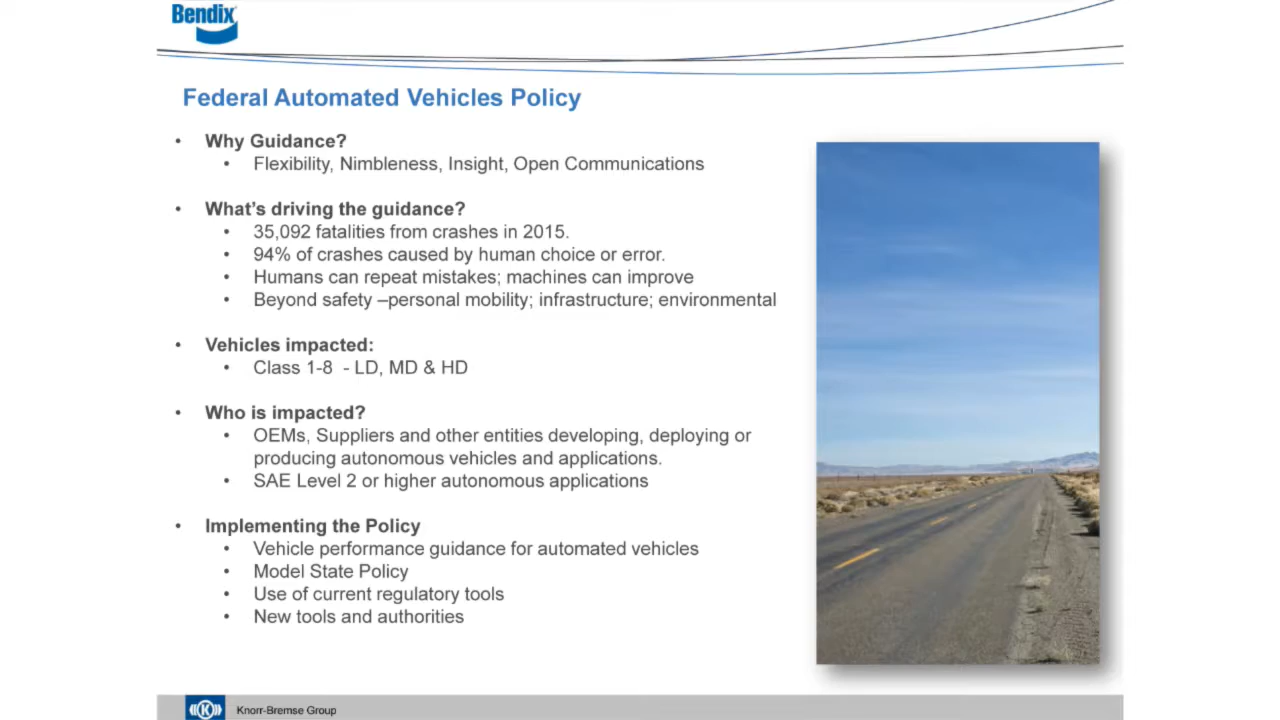 Bendix
Federal Automated Vehicles Policy
• Why Guidance?
• Flexibility, Nimbleness, Insight, Open Communications
• What's driving the guidance?
• 35,092 fatalities from crashes in 2015.
• 94% of crashes caused by human choice or error.
• Humans can repeat mistakes; machines can improve
• Beyond safety –personal mobility; infrastructure; environmental
• Vehicles impacted:
• Class 1-8 - LD, MD & HD
• Who is impacted?
• OEMs, Suppliers and other entities developing, deploying or
producing autonomous vehicles and applications.
• SAE Level 2 or higher autonomous applications
• Implementing the Policy
• Vehicle performance guidance for automated vehicles
• Model State Policy
• Use of current regulatory tools
• New tools and authorities
Knorr-Bremse Group